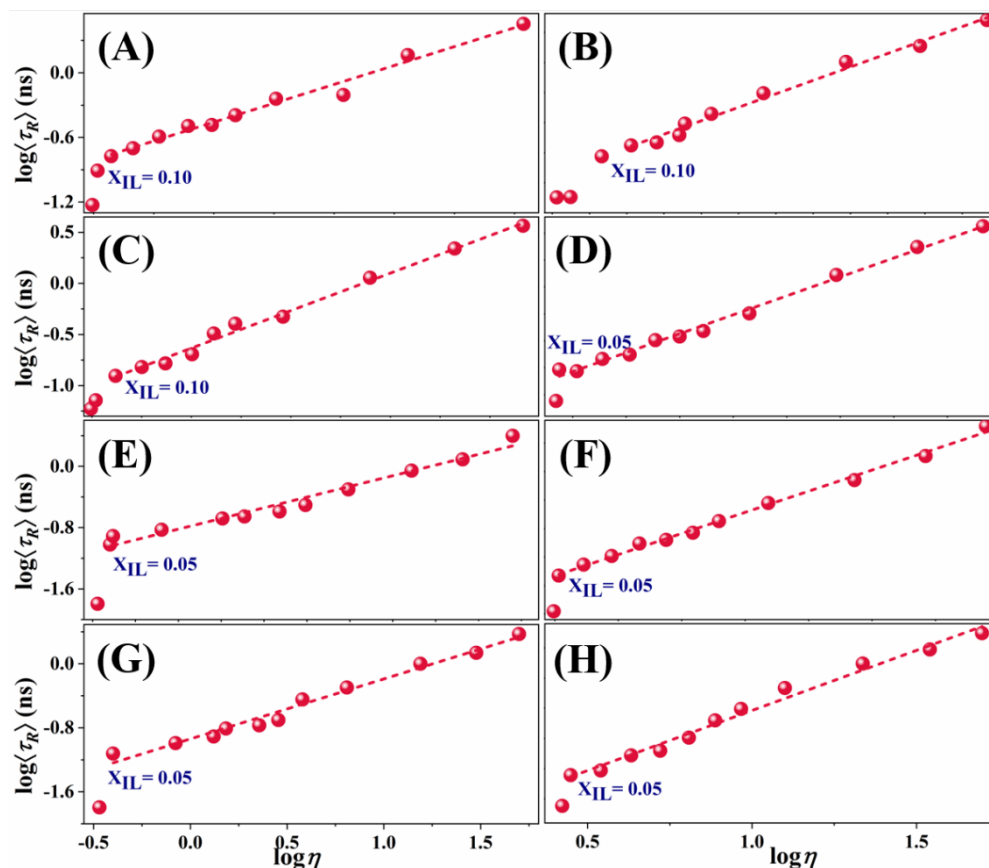 (A)
(B)
log⟨τR⟩ (ns)
0.0
-0.6
-1.2
XIL= 0.10
XIL= 0.10
(C)
(D)
log⟨τR⟩ (ns)
0.5
0.0
-0.5
-1.0
XIL= 0.10
XIL= 0.05
(E)
(F)
log⟨τR⟩ (ns)
0.0
-0.8
-1.6
XIL= 0.05
XIL= 0.05
(G)
(H)
log⟨τR⟩ (ns)
0.0
-0.8
-1.6
XIL= 0.05
XIL= 0.05
-0.5 0.0 0.5 1.0 1.5
0.5 1.0 1.5
logη
logη